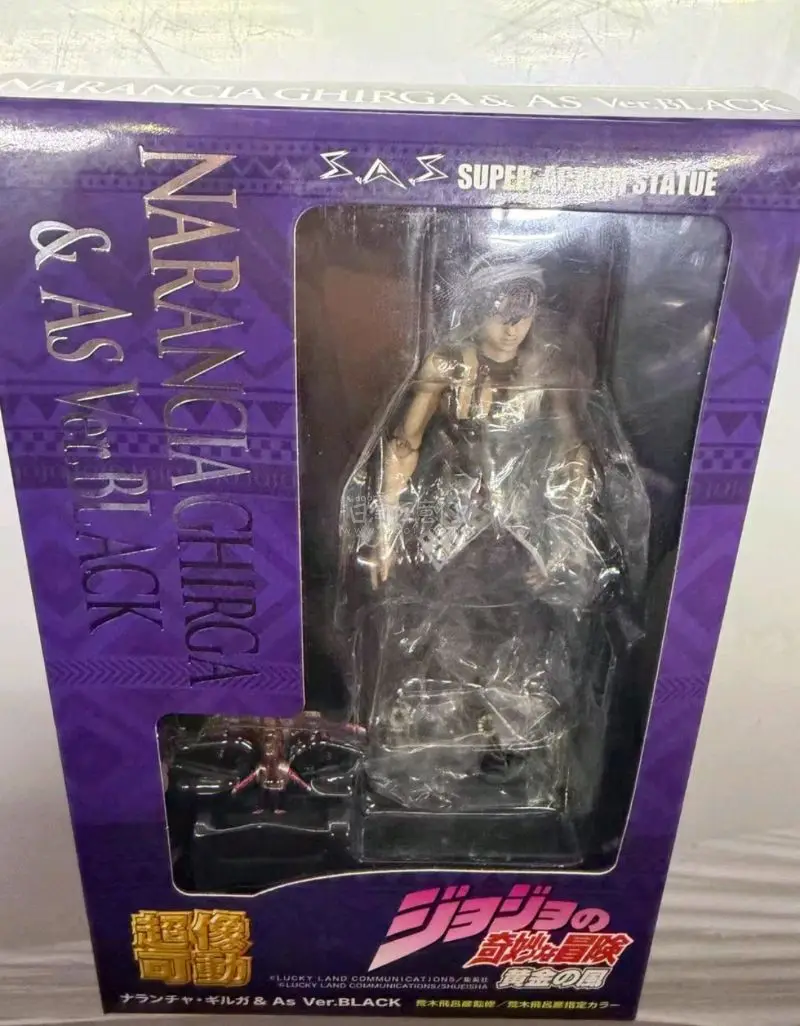 NARANCIA GHIRGA & AS Ver.BLACK
S.A.S SUPER ACTION STATUE
NARANCIA GHIRGA
& AS Ver.BLACK
超像
可動
ジョジョの
奇妙な冒険
黄金の風
©LUCKY LAND COMMUNICATIONS/集英社
©LUCKY LAND COMMUNICATIONS/SHUEISHA
ナランチャ・ギルガ & As Ver.BLACK 荒木飛呂彦監修/荒木飛呂彦指定カラー